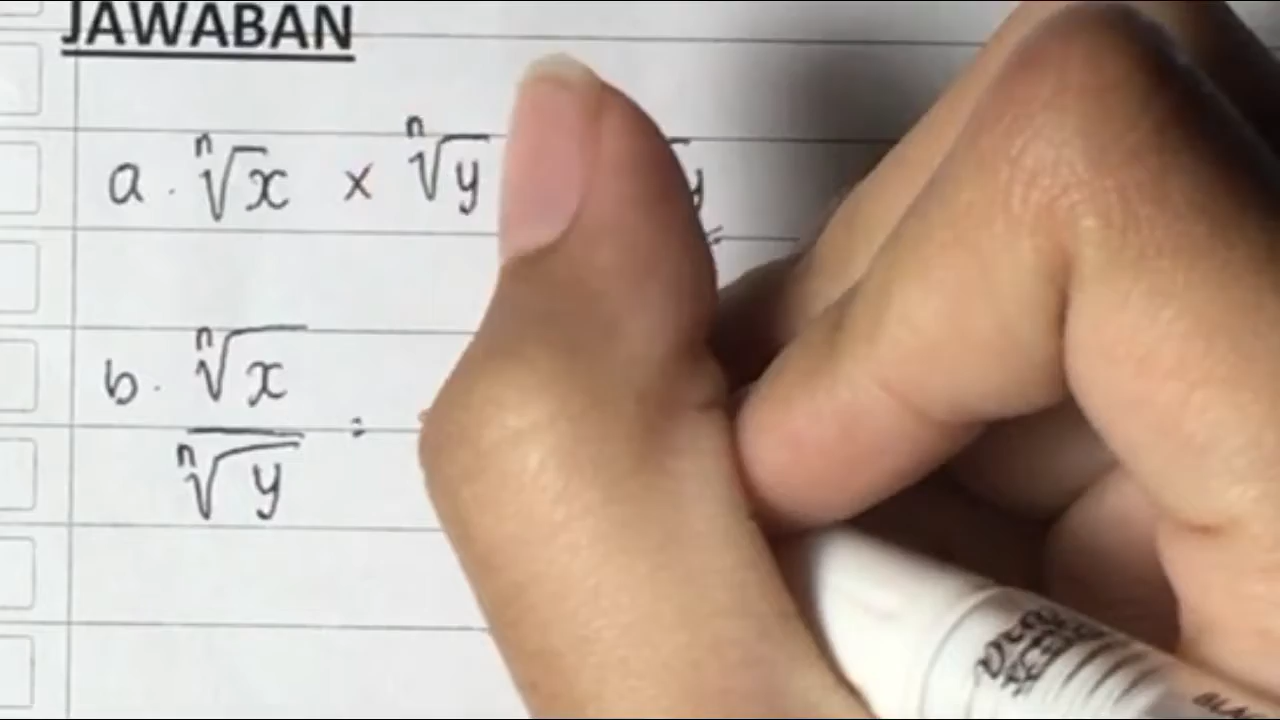 JAWABAN
a. ⁿ√x × ⁿ√y y
b. ⁿ√x / ⁿ√y =